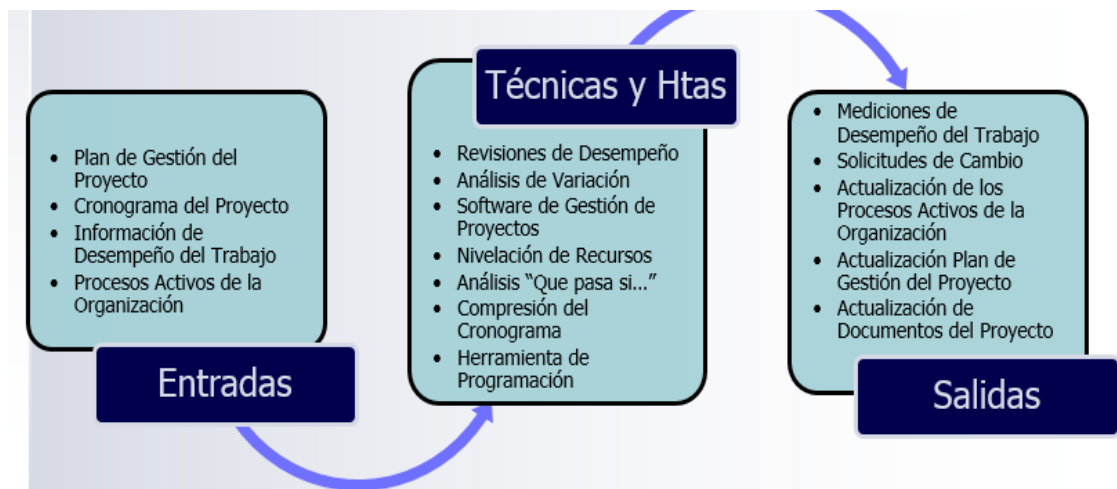 • Plan de Gestión del
Proyecto
• Cronograma del Proyecto
• Información de
Desempeño del Trabajo
• Procesos Activos de la
Organización
Entradas
Técnicas y Htas
• Revisiones de Desempeño
• Análisis de Variación
• Software de Gestión de
Proyectos
• Nivelación de Recursos
• Análisis “Que pasa si...”
• Compresión del
Cronograma
• Herramienta de
Programación
• Mediciones de
Desempeño del Trabajo
• Solicitudes de Cambio
• Actualización de los
Procesos Activos de la
Organización
• Actualización Plan de
Gestión del Proyecto
• Actualización de
Documentos del Proyecto
Salidas